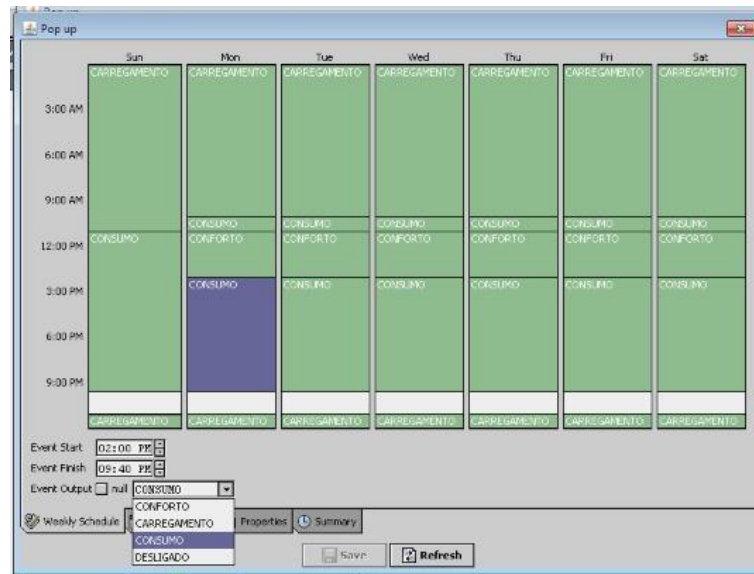 Pop up
Sun Mon Tue Wed Thu Fri Sat
CARREGAMENTO CARREGAMENTO CARREGAMENTO CARREGAMENTO CARREGAMENTO CARREGAMENTO CARREGAMENTO
3:00 AM
6:00 AM
9:00 AM
CONSUMO CONSUMO CONSUMO CONSUMO CONSUMO CONSUMO
CONSUMO CONFORTO CONFORTO CONFORTO CONFORTO CONFORTO CONFORTO
12:00 PM
CONSUMO CONSUMO CONSUMO CONSUMO CONSUMO CONSUMO
3:00 PM
6:00 PM
9:00 PM
CARREGAMENTO CARREGAMENTO CARREGAMENTO CARREGAMENTO CARREGAMENTO CARREGAMENTO CARREGAMENTO
Event Start 02:00 PM
Event Finish 09:40 PM
Event Output null CONSUMO
CONFORTO
CARREGAMENTO
CONSUMO
DESLIGADO
Weekly Schedule Properties Summary
Save Refresh